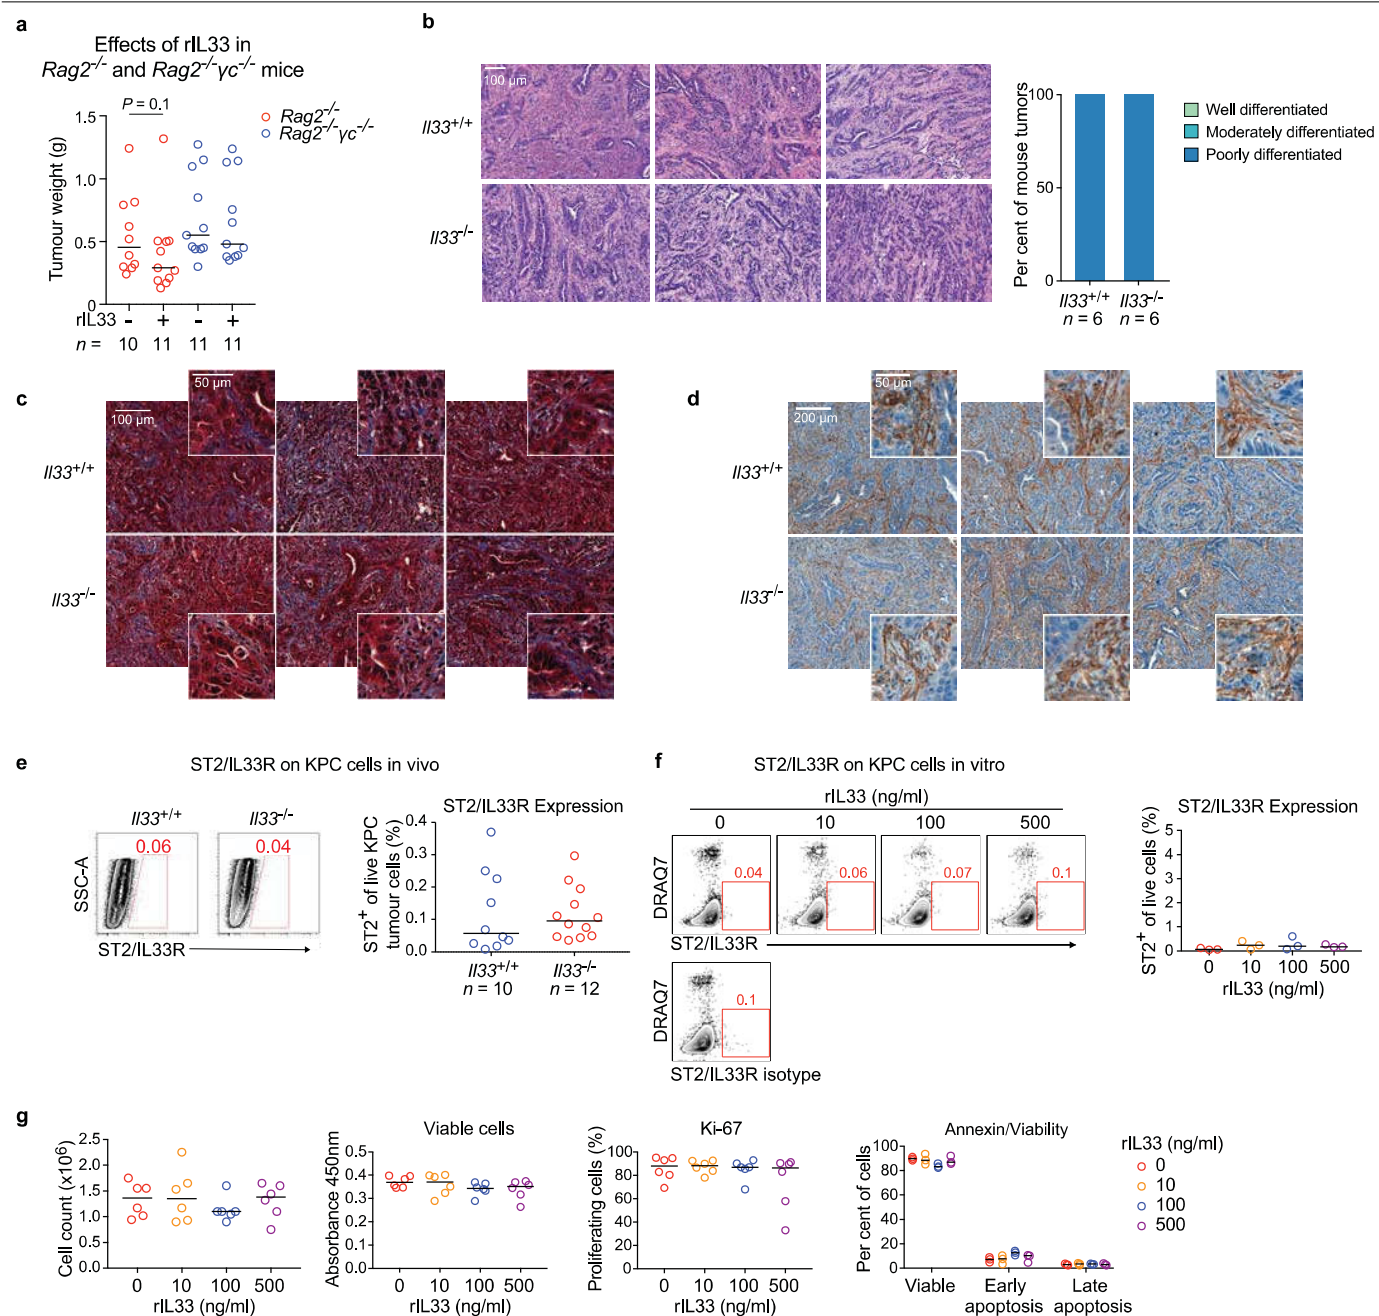 a
Effects of rIL33 in
Rag2-/- and Rag2-/-γc-/- mice
P = 0.1
Rag2-/-
Rag2-/-γc-/-
Tumour weight (g)
1.5
1.0
0.5
0
rIL33 - + - +
n = 10 11 11 11
b
100 µm
Il33+/+
Il33-/-
Per cent of mouse tumors
100
50
0
Il33+/+ Il33-/-
n = 6 n = 6
Well differentiated
Moderately differentiated
Poorly differentiated
c
50 µm
100 µm
Il33+/+
Il33-/-
d
50 µm
200 µm
Il33+/+
Il33-/-
e
ST2/IL33R on KPC cells in vivo
Il33+/+ Il33-/-
0.06 0.04
SSC-A
ST2/IL33R
ST2/IL33R Expression
ST2+ of live KPC
tumour cells (%)
0.4
0.3
0.2
0.1
0.0
Il33+/+ Il33-/-
n = 10 n = 12
f
ST2/IL33R on KPC cells in vitro
rIL33 (ng/ml)
0 10 100 500
DRAQ7
0.04 0.06 0.07 0.1
ST2/IL33R
DRAQ7
0.1
ST2/IL33R isotype
ST2/IL33R Expression
ST2+ of live cells (%)
5
4
3
2
1
0
0 10 100 500
rIL33 (ng/ml)
g
Cell count (x106)
2.5
2.0
1.5
1.0
0.5
0.0
0 10 100 500
rIL33 (ng/ml)
Viable cells
Absorbance 450nm
0.5
0.4
0.3
0.2
0.1
0.0
0 10 100 500
rIL33 (ng/ml)
Ki-67
Proliferating cells (%)
100
80
60
40
20
0
0 10 100 500
rIL33 (ng/ml)
Annexin/Viability
Per cent of cells
100
80
60
40
20
0
Viable Early Late
apoptosis apoptosis
rIL33 (ng/ml)
0
10
100
500